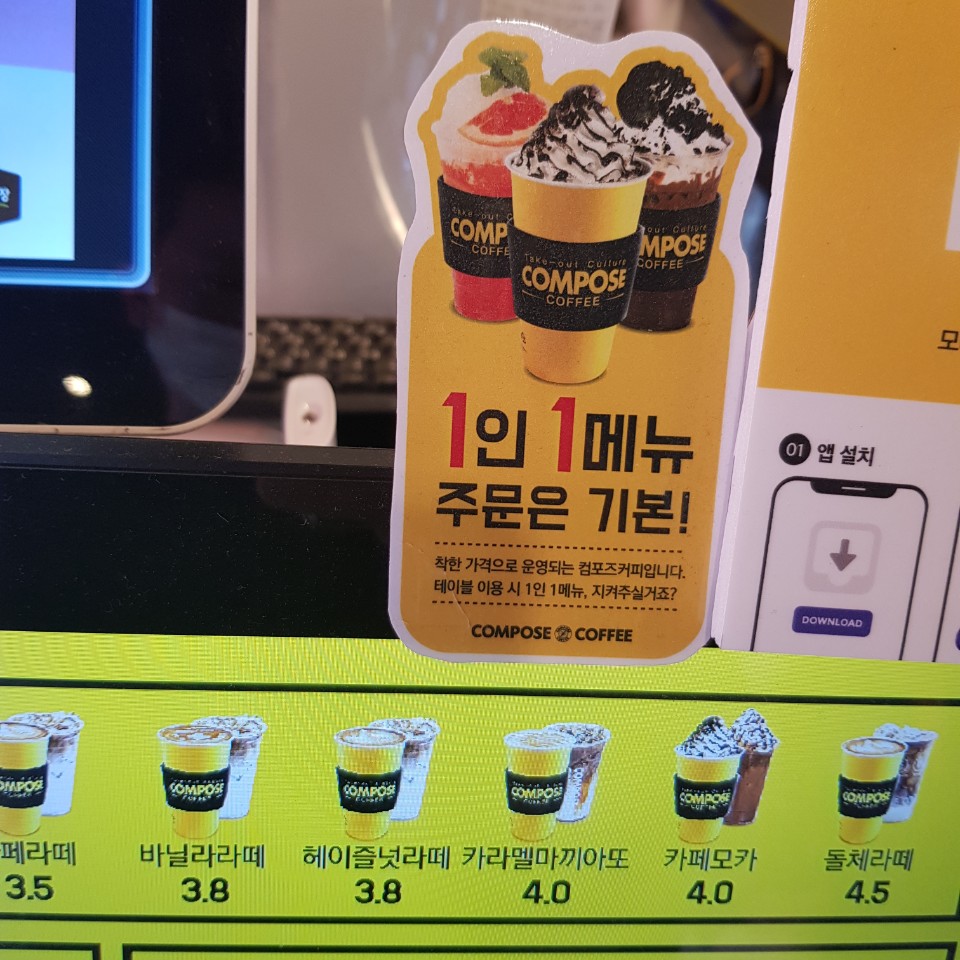 Take-out Culture
COMPOSE
COFFEE
1인 1메뉴
주문은 기본!
착한 가격으로 운영되는 컴포즈커피입니다.
테이블 이용 시 1인 1메뉴, 지켜주실거죠?
COMPOSE COFFEE
01 앱 설치
DOWNLOAD
페라떼 바닐라라떼 헤이즐넛라떼 카라멜마끼아또 카페모카 돌체라떼
3.5 3.8 3.8 4.0 4.0 4.5